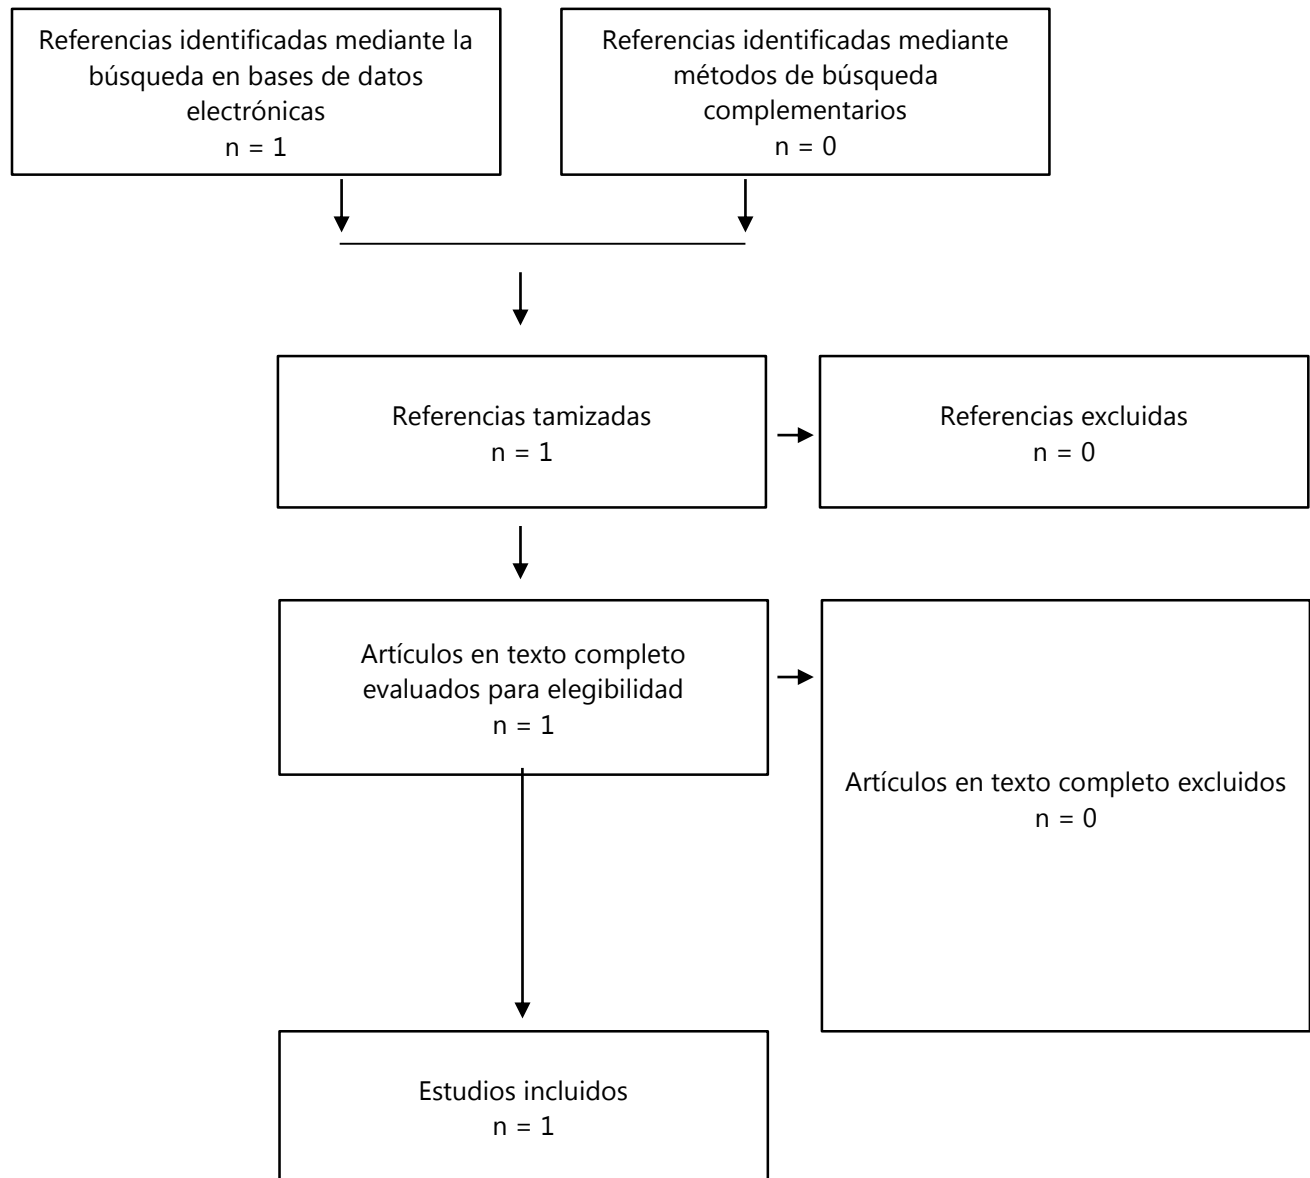 Referencias identificadas mediante la
búsqueda en bases de datos
electrónicas
n = 1
Referencias identificadas mediante
métodos de búsqueda
complementarios
n = 0
Referencias tamizadas
n = 1
Referencias excluidas
n = 0
Artículos en texto completo
evaluados para elegibilidad
n = 1
Artículos en texto completo excluidos
n = 0
Estudios incluidos
n = 1